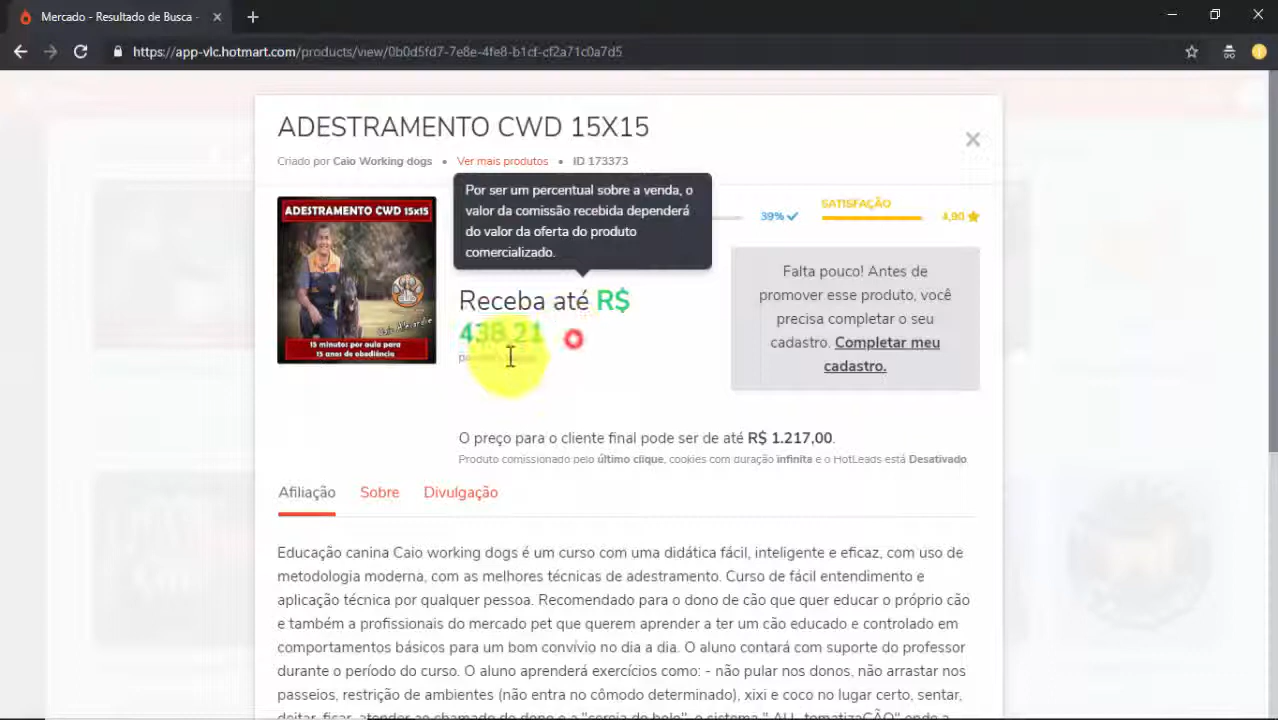 Mercado - Resultado de Busca -
https://app-vlc.hotmart.com/products/view/0b0d5fd7-7e8e-4fe8-b1cf-cf2a71c0a7d5
ADESTRAMENTO CWD 15X15
Criado por Caio Working dogs • Ver mais produtos • ID 173373
Por ser um percentual sobre a venda, o
valor da comissão recebida dependerá
do valor da oferta do produto
comercializado.
39%
SATISFAÇÃO
4,90
ADESTRAMENTO CWD 15x15
15 minutos por aula para
15 anos de obediência
Receba até R$
438,21
Falta pouco! Antes de
promover esse produto, você
precisa completar o seu
cadastro. Completar meu
cadastro.
O preço para o cliente final pode ser de até R$ 1.217,00.
Produto comissionado pelo último clique, cookies com duração infinita e o HotLeads está Desativado.
Afiliação Sobre Divulgação
Educação canina Caio working dogs é um curso com uma didática fácil, inteligente e eficaz, com uso de
metodologia moderna, com as melhores técnicas de adestramento. Curso de fácil entendimento e
aplicação técnica por qualquer pessoa. Recomendado para o dono de cão que quer educar o próprio cão
e também a profissionais do mercado pet que querem aprender a ter um cão educado e controlado em
comportamentos básicos para um bom convívio no dia a dia. O aluno contará com suporte do professor
durante o período do curso. O aluno aprenderá exercícios como: - não pular nos donos, não arrastar nos
passeios, restrição de ambientes (não entra no cômodo determinado), xixi e coco no lugar certo, sentar,
deitar, ficar, atender ao chamado do dono e a